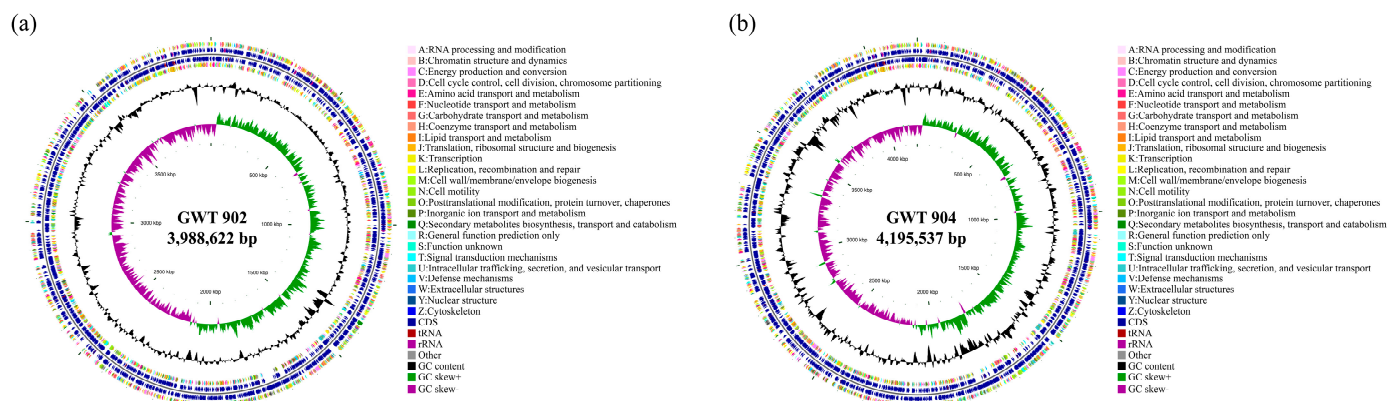 (a)
GWT 902
3,988,622 bp
500 kbp
1000 kbp
1500 kbp
2000 kbp
2500 kbp
3000 kbp
3500 kbp
A:RNA processing and modification
B:Chromatin structure and dynamics
C:Energy production and conversion
D:Cell cycle control, cell division, chromosome partitioning
E:Amino acid transport and metabolism
F:Nucleotide transport and metabolism
G:Carbohydrate transport and metabolism
H:Coenzyme transport and metabolism
I:Lipid transport and metabolism
J:Translation, ribosomal structure and biogenesis
K:Transcription
L:Replication, recombination and repair
M:Cell wall/membrane/envelope biogenesis
N:Cell motility
O:Posttranslational modification, protein turnover, chaperones
P:Inorganic ion transport and metabolism
Q:Secondary metabolites biosynthesis, transport and catabolism
R:General function prediction only
S:Function unknown
T:Signal transduction mechanisms
U:Intracellular trafficking, secretion, and vesicular transport
V:Defense mechanisms
W:Extracellular structures
Y:Nuclear structure
Z:Cytoskeleton
CDS
tRNA
rRNA
Other
GC content
GC skew+
GC skew-
(b)
GWT 904
4,195,537 bp
500 kbp
1000 kbp
1500 kbp
2000 kbp
2500 kbp
3000 kbp
3500 kbp
4000 kbp
A:RNA processing and modification
B:Chromatin structure and dynamics
C:Energy production and conversion
D:Cell cycle control, cell division, chromosome partitioning
E:Amino acid transport and metabolism
F:Nucleotide transport and metabolism
G:Carbohydrate transport and metabolism
H:Coenzyme transport and metabolism
I:Lipid transport and metabolism
J:Translation, ribosomal structure and biogenesis
K:Transcription
L:Replication, recombination and repair
M:Cell wall/membrane/envelope biogenesis
N:Cell motility
O:Posttranslational modification, protein turnover, chaperones
P:Inorganic ion transport and metabolism
Q:Secondary metabolites biosynthesis, transport and catabolism
R:General function prediction only
S:Function unknown
T:Signal transduction mechanisms
U:Intracellular trafficking, secretion, and vesicular transport
V:Defense mechanisms
W:Extracellular structures
Y:Nuclear structure
Z:Cytoskeleton
CDS
tRNA
rRNA
Other
GC content
GC skew+
GC skew-